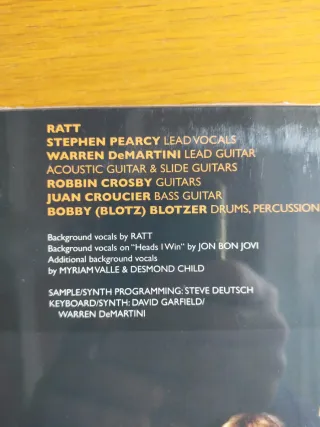 RATT
STEPHEN PEARCY LEAD VOCALS
WARREN DeMARTINI LEAD GUITAR
ACOUSTIC GUITAR & SLIDE GUITARS
ROBBIN CROSBY GUITARS
JUAN CROUCIER BASS GUITAR
BOBBY (BLOTZ) BLOTZER DRUMS, PERCUSSION
Background vocals by RATT
Background vocals on "Heads I Win" by JON BON JOVI
Additional background vocals
by MYRIAM VALLE & DESMOND CHILD
SAMPLE/SYNTH PROGRAMMING: STEVE DEUTSCH
KEYBOARD/SYNTH: DAVID GARFIELD/
WARREN DeMARTINI